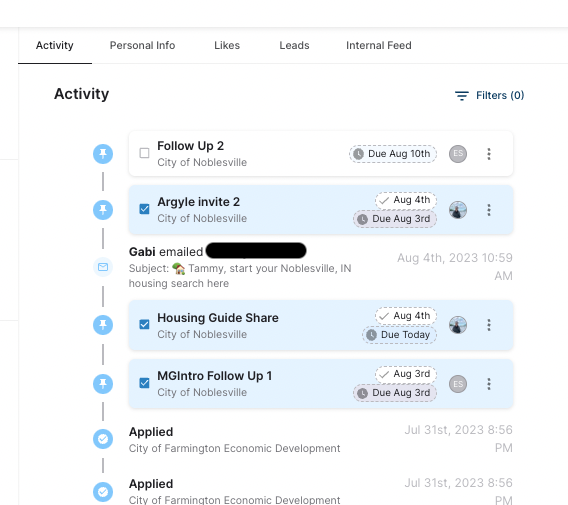 Activity
Personal Info
Likes
Leads
Internal Feed
Activity
Filters (0)
Follow Up 2
City of Noblesville
Due Aug 10th
ES
Argyle invite 2
City of Noblesville
Aug 4th
Due Aug 3rd
Gabi emailed
Subject: 🏡 Tammy, start your Noblesville, IN
housing search here
Aug 4th, 2023 10:59
AM
Housing Guide Share
City of Noblesville
Aug 4th
Due Today
MGIntro Follow Up 1
City of Noblesville
Aug 3rd
Due Aug 3rd
ES
Applied
City of Farmington Economic Development
Jul 31st, 2023 8:56
PM
Applied
City of Farmington Economic Development
Jul 31st, 2023 8:56
PM